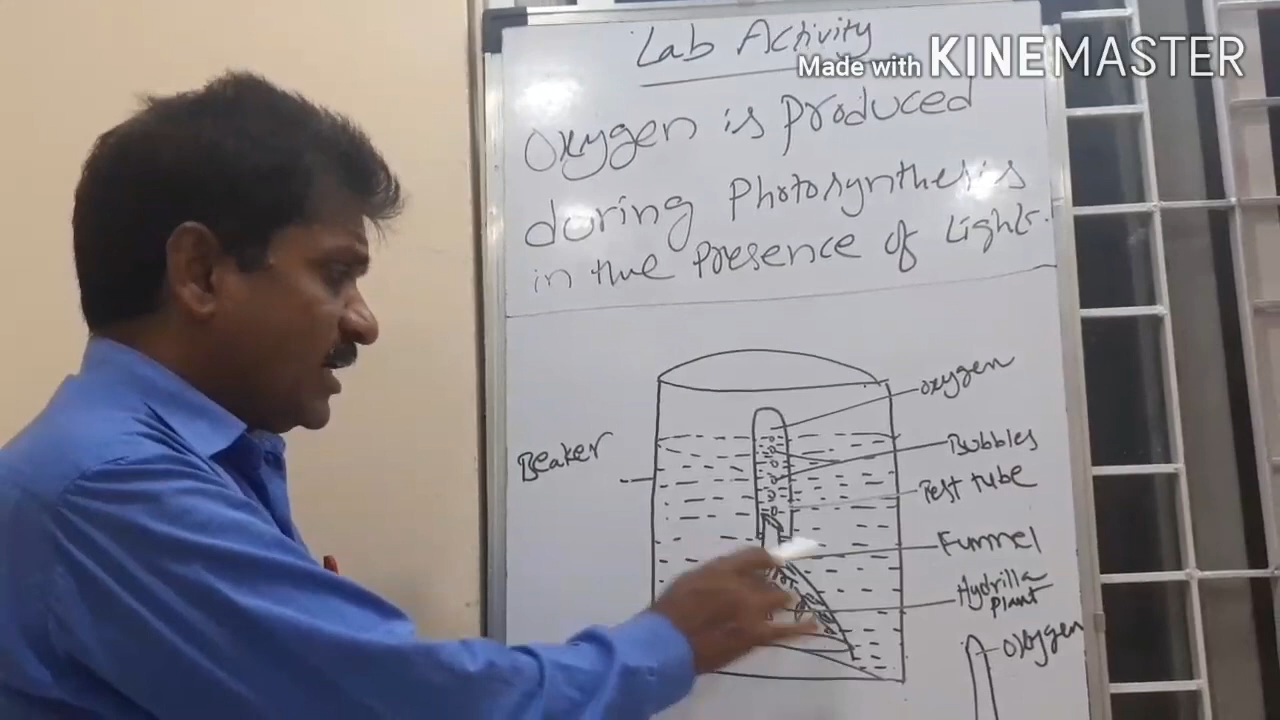 Lab Activity
Made with KINEMASTER
Oxygen is produced
during Photosynthesis
in the presence of Light.
Oxygen
Beaker
Bubbles
Test tube
Funnel
Hydrilla
plant
Oxygen